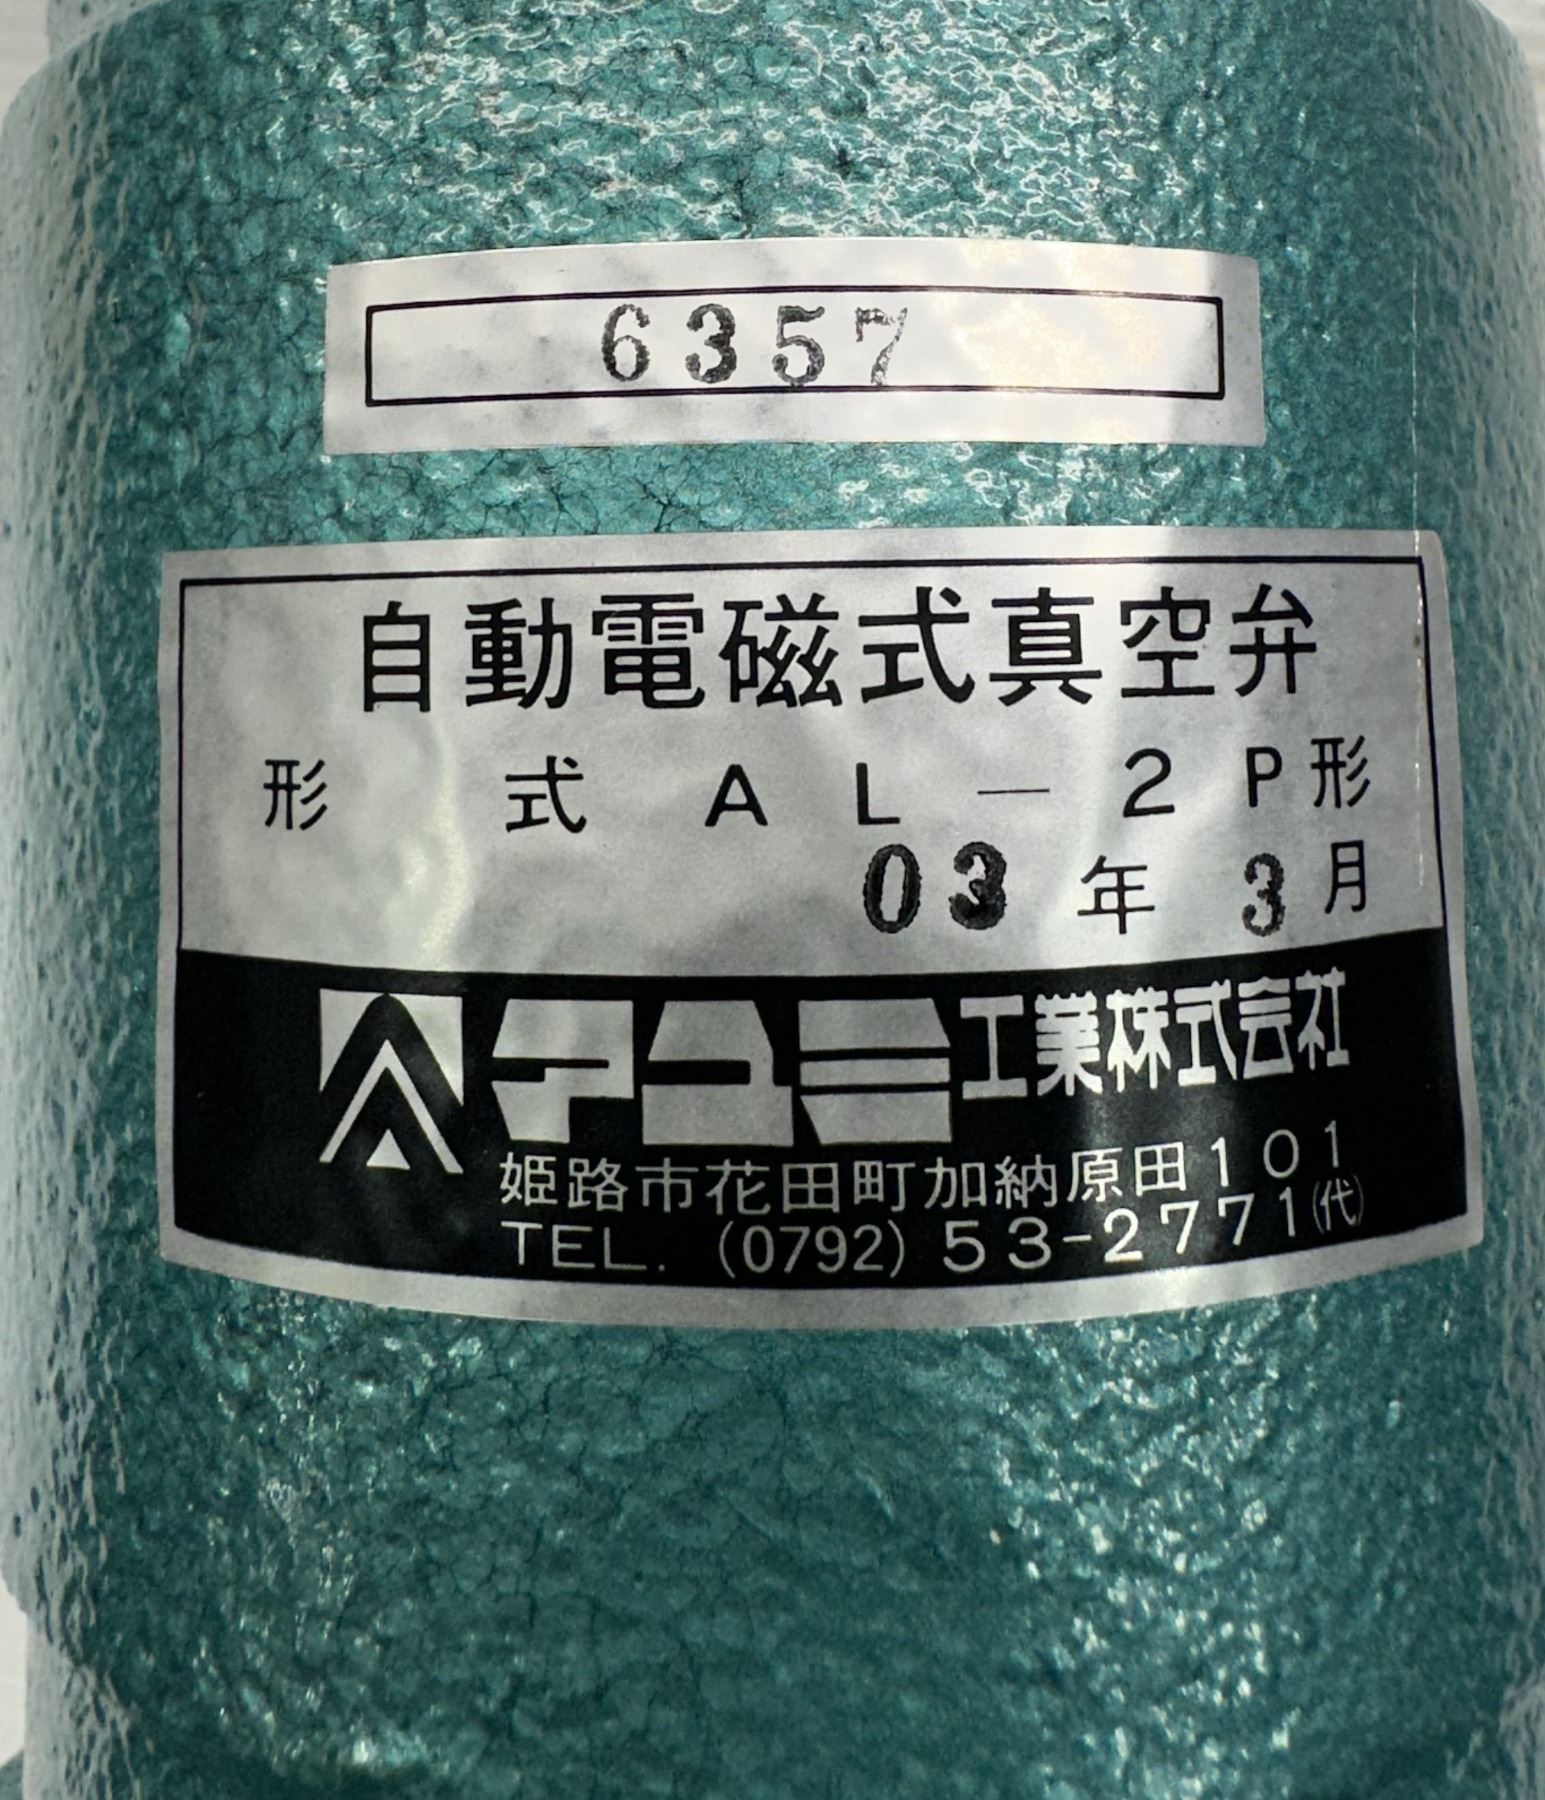 6357
自動電磁式真空弁
形 式 AL－2P形
03年3月
アユミ工業株式会社
姫路市花田町加納原田101
TEL. (0792) 53-2771(代)